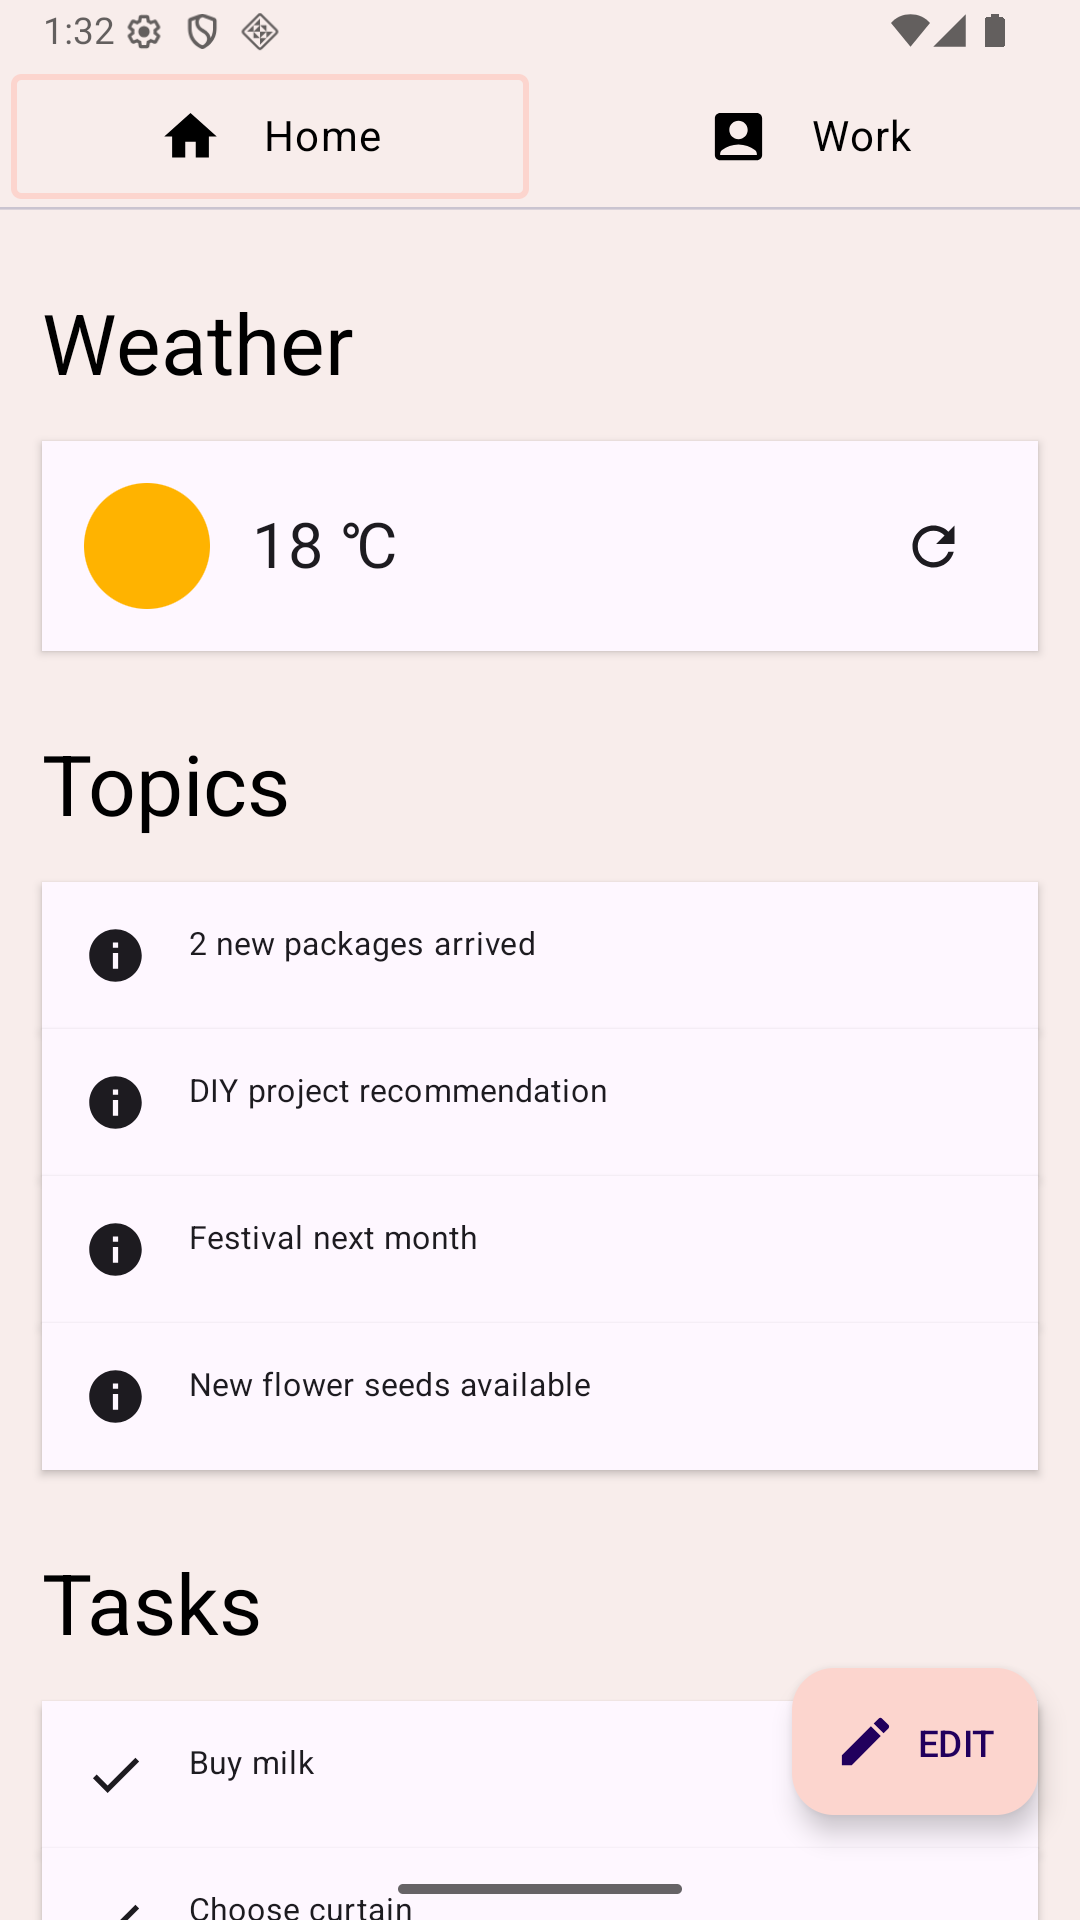 1:32
Home
Work
Weather
18 ℃
Topics
2 new packages arrived
DIY project recommendation
Festival next month
New flower seeds available
Tasks
Buy milk
EDIT
Choose curtain